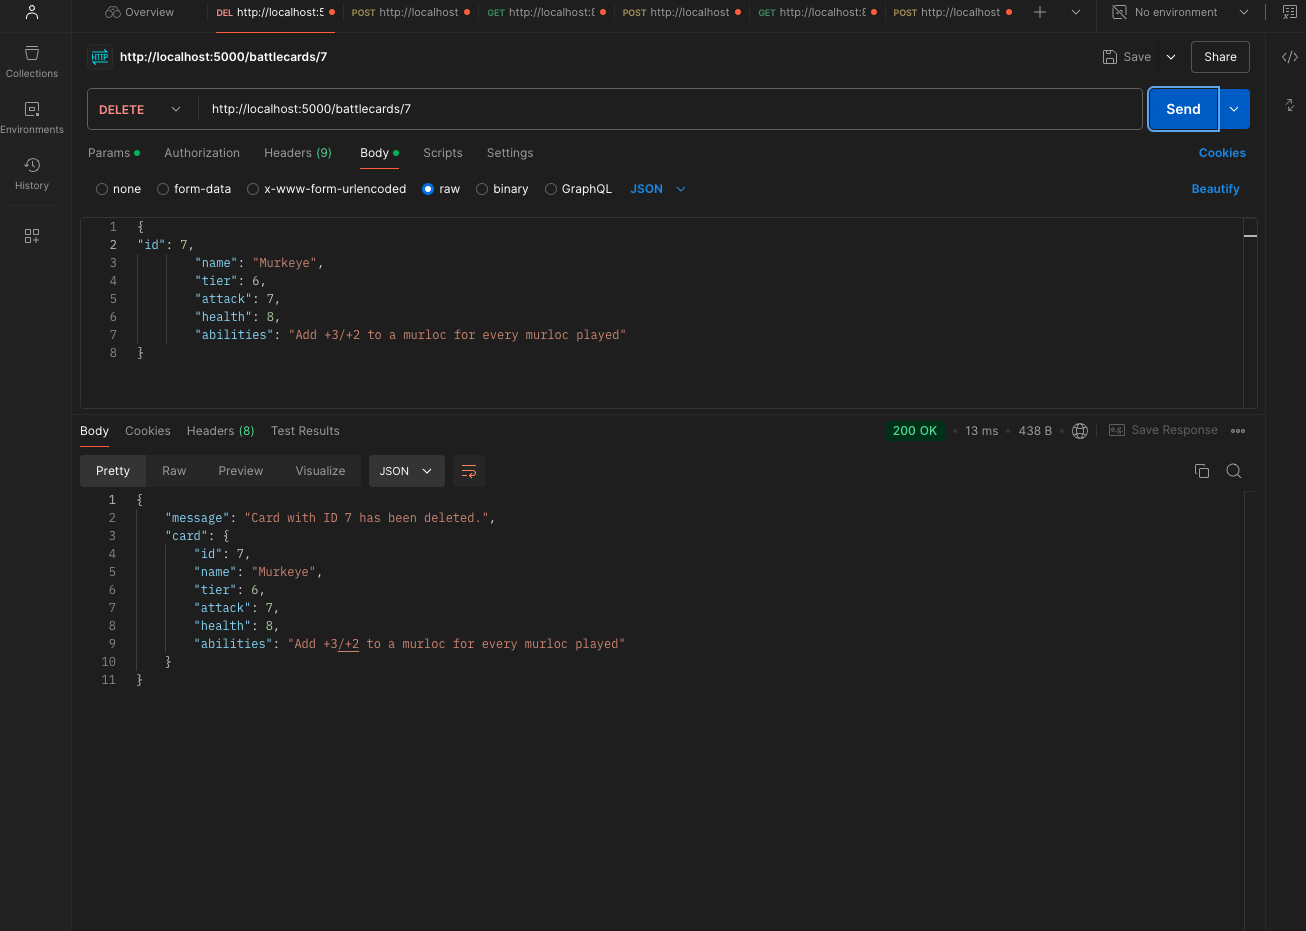 Overview
DEL http://localhost:5
POST http://localhost
GET http://localhost:
POST http://localhost
GET http://localhost:
POST http://localhost
No environment
Collections
Environments
History
HTTP http://localhost:5000/battlecards/7
Save
Share
DELETE
http://localhost:5000/battlecards/7
Send
Params
Authorization
Headers (9)
Body
Scripts
Settings
Cookies
none
form-data
x-www-form-urlencoded
raw
binary
GraphQL
JSON
Beautify
1 {
2 "id": 7,
3 "name": "Murkeye",
4 "tier": 6,
5 "attack": 7,
6 "health": 8,
7 "abilities": "Add +3/+2 to a murloc for every murloc played"
8 }
Body
Cookies
Headers (8)
Test Results
200 OK
13 ms
438 B
e.g. Save Response
Pretty
Raw
Preview
Visualize
JSON
1 {
2 "message": "Card with ID 7 has been deleted.",
3 "card": {
4 "id": 7,
5 "name": "Murkeye",
6 "tier": 6,
7 "attack": 7,
8 "health": 8,
9 "abilities": "Add +3/+2 to a murloc for every murloc played"
10 }
11 }